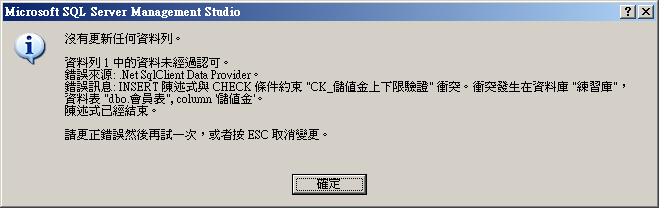 Microsoft SQL Server Management Studio
沒有更新任何資料列。
資料列 1 中的資料未經過認可。
錯誤來源: .Net SqlClient Data Provider。
錯誤訊息: INSERT 陳述式與 CHECK 條件約束 "CK_儲值金上下限驗證" 衝突。衝突發生在資料庫 "練習庫"，
資料表 "dbo.會員表", column '儲值金'。
陳述式已經結束。
請更正錯誤然後再試一次，或者按 ESC 取消變更。
確定